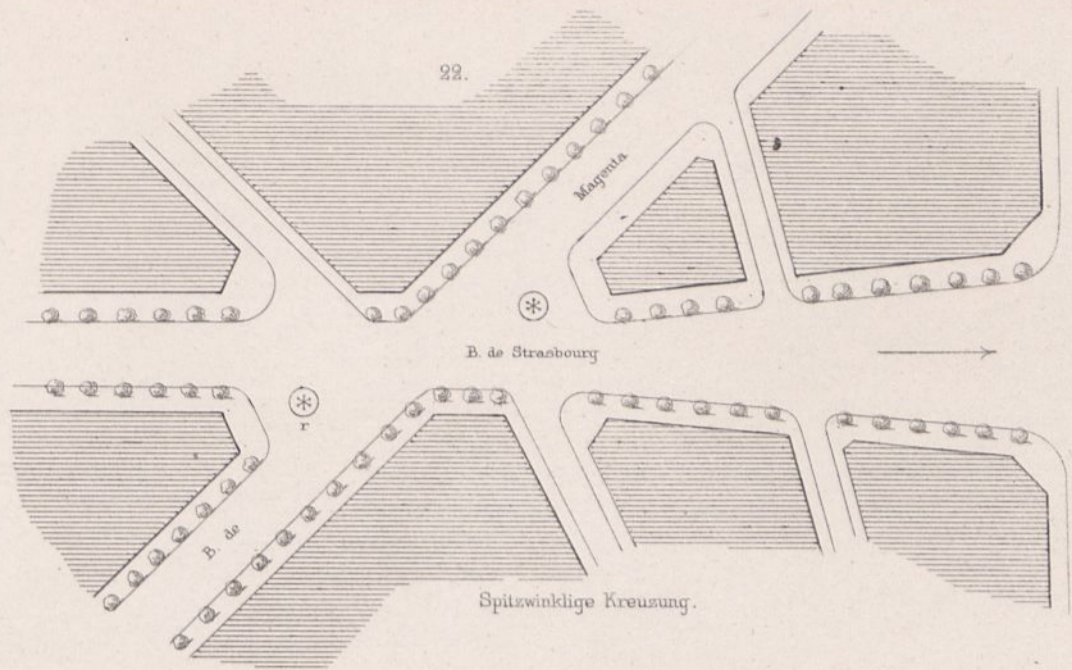 22.
Magenta
B. de Strasbourg
r
B. de
Spitzwinklige Kreuzung.